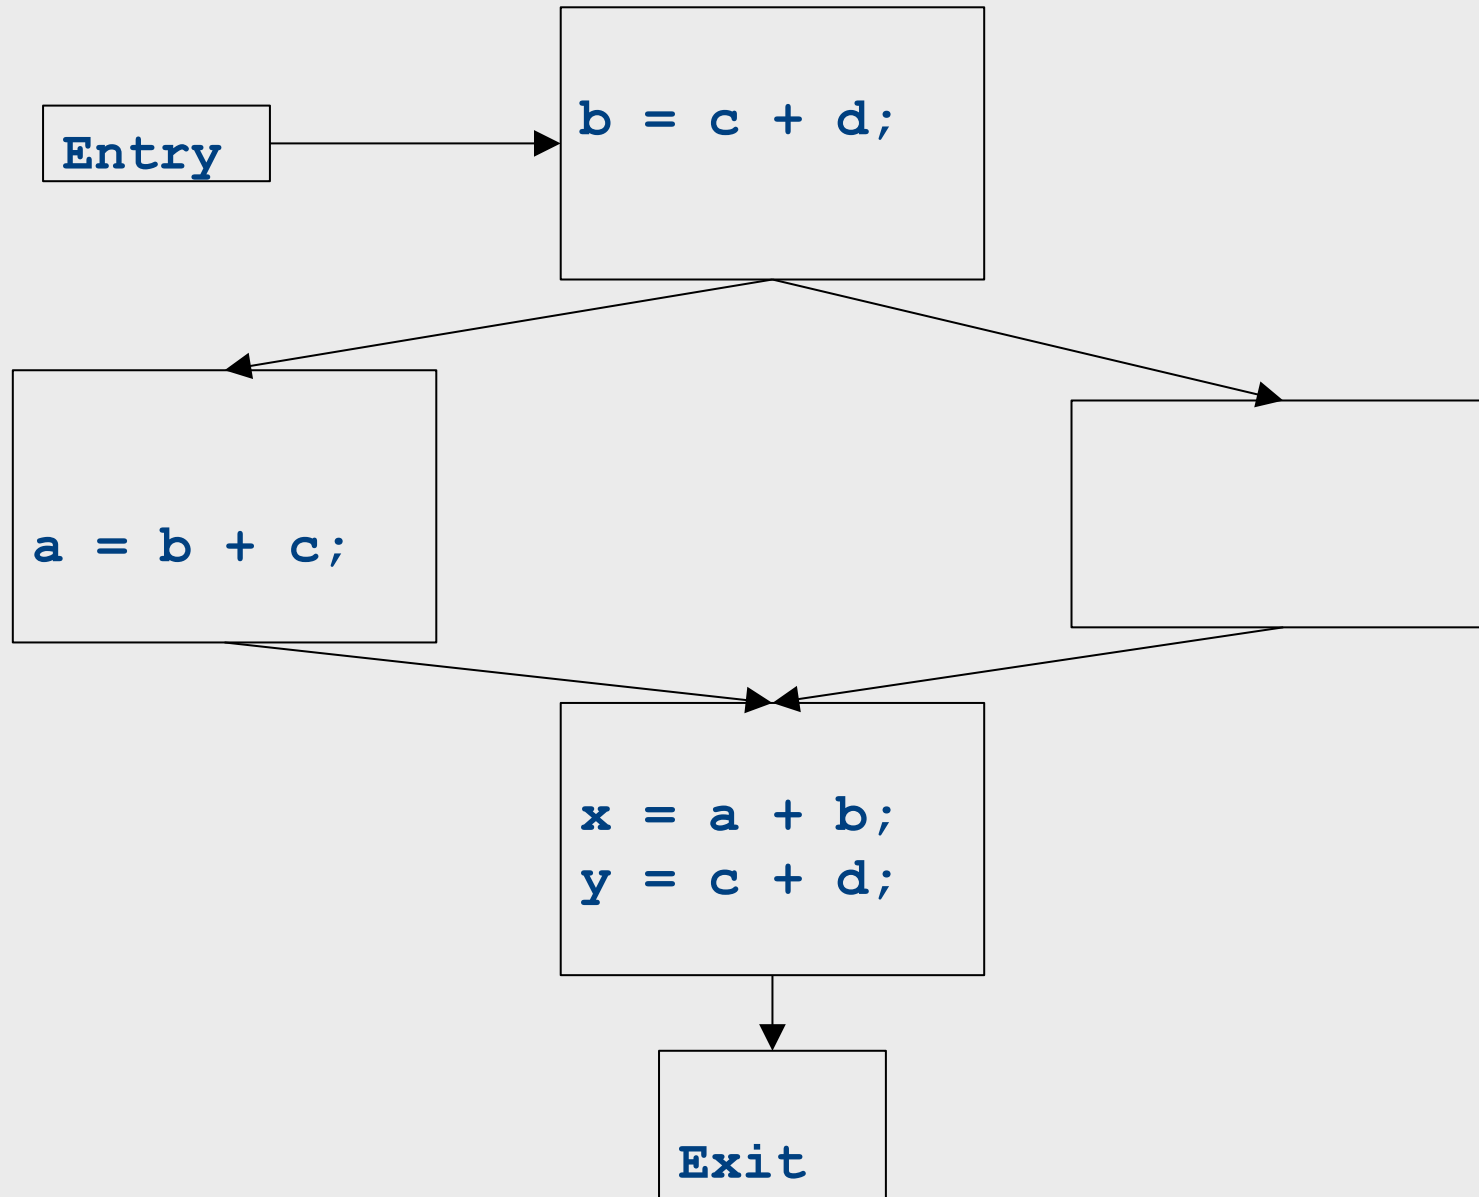 b = c + d;
Entry
a = b + c;
x = a + b;
y = c + d;
Exit